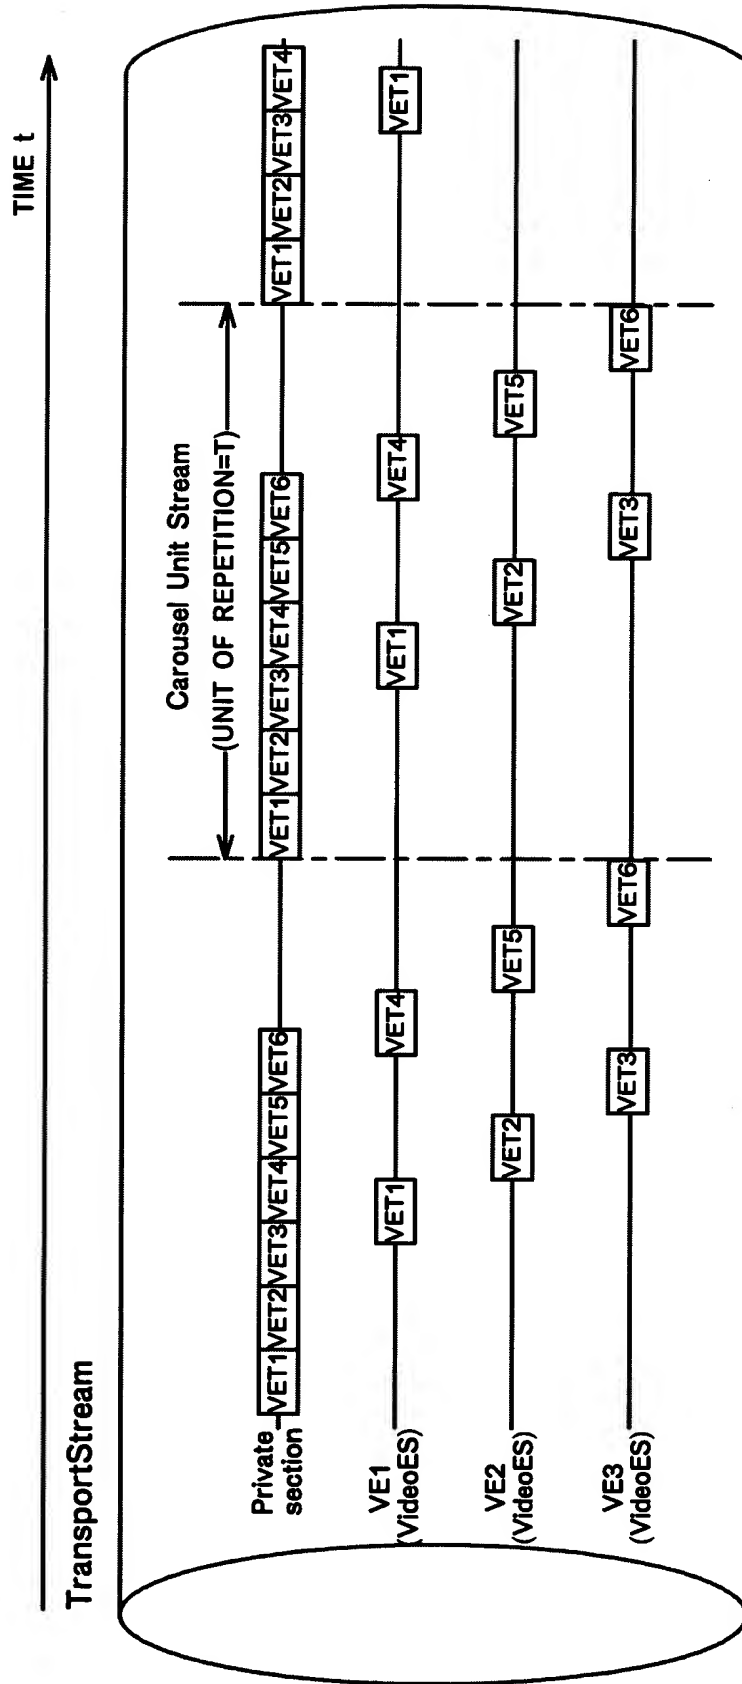 TIME t
TransportStream
Carousel Unit Stream
(UNIT OF REPETITION=T)
Private
section
VET1 VET2 VET3 VET4 VET5 VET6
VET1 VET2 VET3 VET4 VET5 VET6
VET1 VET2 VET3 VET4
VE1
(VideoES)
VET1 VET4 VET1 VET4 VET1
VE2
(VideoES)
VET2 VET5 VET2 VET5
VE3
(VideoES)
VET3 VET6 VET3 VET6